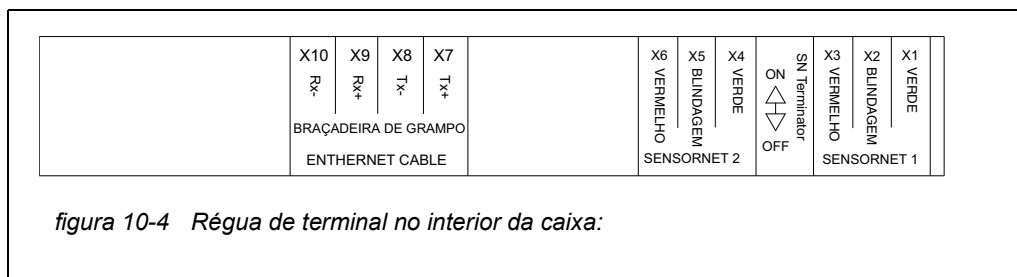 X10 X9 X8 X7
Rx- Rx+ Tx- Tx+
BRAÇADEIRA DE GRAMPO
ENTHERNET CABLE
X6 X5 X4
VERMELHO BLINDAGEM VERDE
SENSORNET 2
SN Terminator
ON
OFF
X3 X2 X1
VERMELHO BLINDAGEM VERDE
SENSORNET 1
figura 10-4 Régua de terminal no interior da caixa: